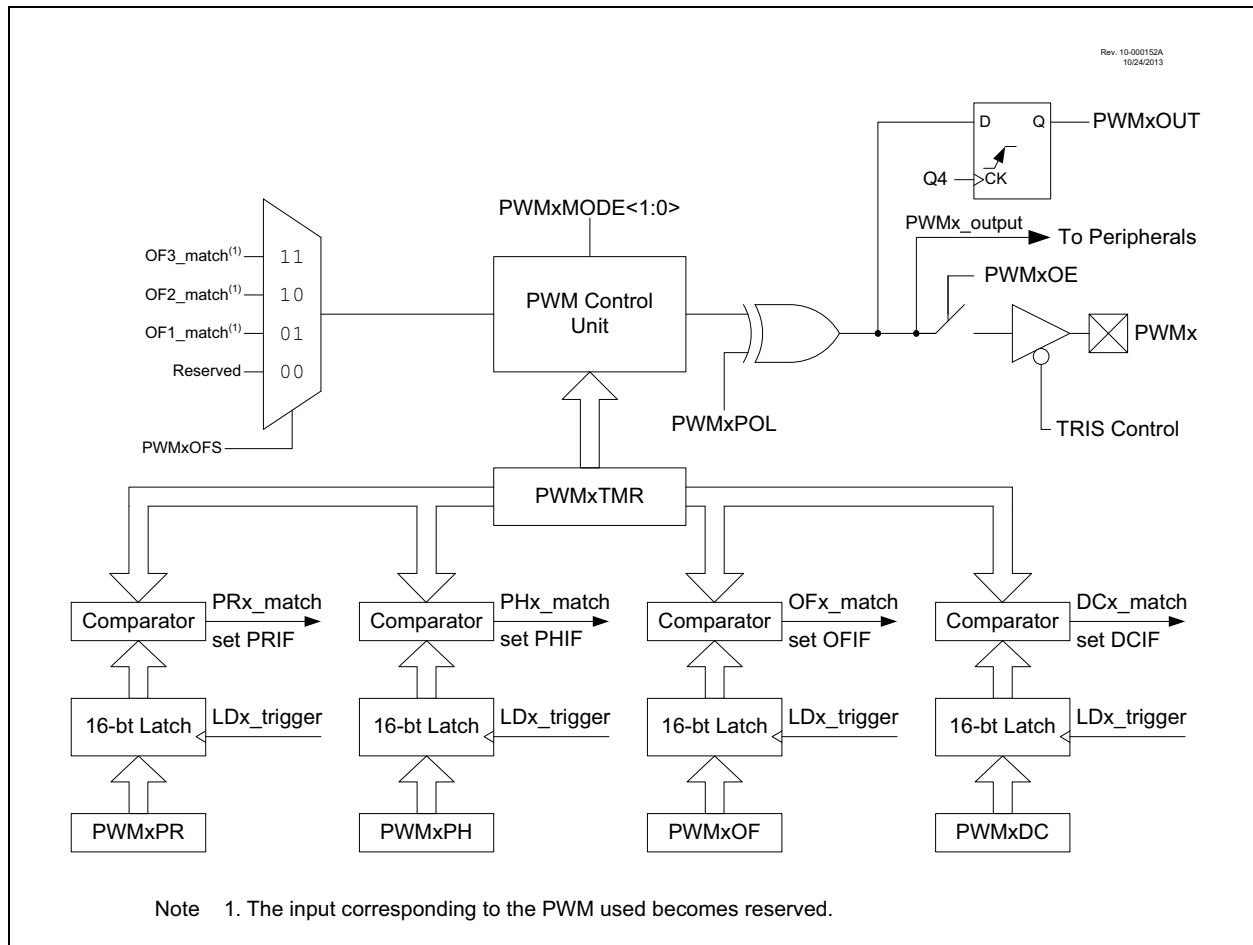 Rev. 10-000152A
10/24/2013
D Q
PWMxOUT
Q4
CK
PWMxMODE<1:0>
PWMx_output
To Peripherals
OF3_match(1)
11
PWMxOE
OF2_match(1)
10
PWM Control
Unit
OF1_match(1)
01
PWMx
Reserved
00
PWMxPOL
TRIS Control
PWMxOFS
PWMxTMR
Comparator
PRx_match
set PRIF
Comparator
PHx_match
set PHIF
Comparator
OFx_match
set OFIF
Comparator
DCx_match
set DCIF
16-bt Latch
LDx_trigger
16-bt Latch
LDx_trigger
16-bt Latch
LDx_trigger
16-bt Latch
LDx_trigger
PWMxPR
PWMxPH
PWMxOF
PWMxDC
Note 1. The input corresponding to the PWM used becomes reserved.